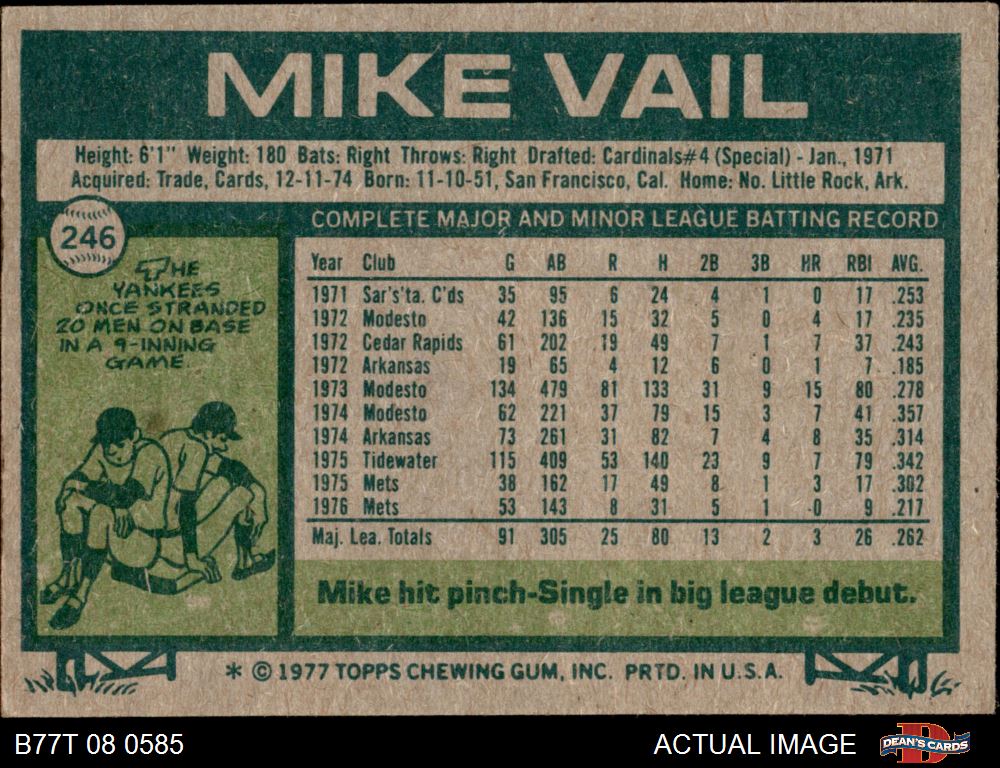 MIKE VAIL
Height: 6'1" Weight: 180 Bats: Right Throws: Right Drafted: Cardinals#4 (Special) - Jan., 1971
Acquired: Trade, Cards, 12-11-74 Born: 11-10-51, San Francisco, Cal. Home: No. Little Rock, Ark.
246
THE
YANKEES
ONCE STRANDED
20 MEN ON BASE
IN A 9-INNING
GAME.
COMPLETE MAJOR AND MINOR LEAGUE BATTING RECORD
Year Club G AB R H 2B 3B HR RBI AVG.
1971 Sar's'ta. C'ds 35 95 6 24 4 1 0 17 .253
1972 Modesto 42 136 15 32 5 0 4 17 .235
1972 Cedar Rapids 61 202 19 49 7 1 7 37 .243
1972 Arkansas 19 65 4 12 6 0 1 7 .185
1973 Modesto 134 479 81 133 31 9 15 80 .278
1974 Modesto 62 221 37 79 15 3 7 41 .357
1974 Arkansas 73 261 31 82 7 4 8 35 .314
1975 Tidewater 115 409 53 140 23 9 7 79 .342
1975 Mets 38 162 17 49 8 1 3 17 .302
1976 Mets 53 143 8 31 5 1 0 9 .217
Maj. Lea. Totals 91 305 25 80 13 2 3 26 .262
Mike hit pinch-Single in big league debut.
* © 1977 TOPPS CHEWING GUM, INC. PRTD. IN U.S.A.
B77T 08 0585
ACTUAL IMAGE
DEAN'S CARDS